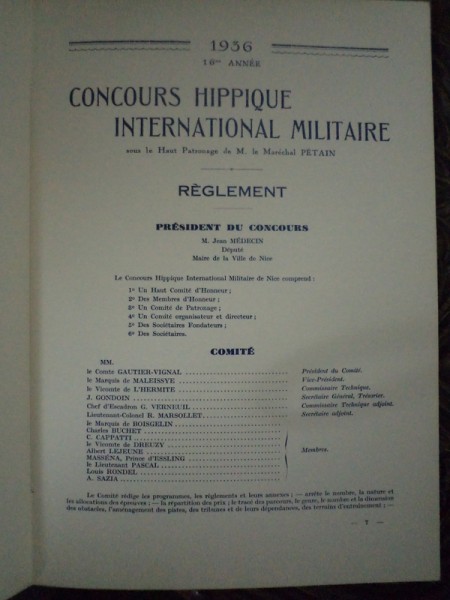 1936
16me ANNÉE
CONCOURS HIPPIQUE
INTERNATIONAL MILITAIRE
sous le Haut Patronage de M. le Maréchal PÉTAIN
RÈGLEMENT
PRÉSIDENT DU CONCOURS
M. Jean MÉDECIN
Député
Maire de la Ville de Nice
Le Concours Hippique International Militaire de Nice comprend :
1° Un Haut Comité d'Honneur ;
2° Des Membres d'Honneur ;
3° Un Comité de Patronage ;
4° Un Comité organisateur et directeur ;
5° Des Sociétaires Fondateurs ;
6° Des Sociétaires.
COMITÉ
MM.
le Comte GAUTIER-VIGNAL Président du Comité.
le Marquis de MALEISSYE Vice-Président.
le Vicomte de L'HERMITE Commissaire Technique.
J. GONDOIN Secrétaire Général, Trésorier.
Chef d'Escadron G. VERNEUIL Commissaire Technique adjoint.
Lieutenant-Colonel R. MARSOLLET Secrétaire adjoint.
le Marquis de BOISGELIN
Charles BUCHET
C. CAPPATTI
le Vicomte de DREUZY
Albert LEJEUNE Membres.
MASSÉNA, Prince d'ESSLING
le Lieutenant PASCAL
Louis RONDEL
A. SAZIA
Le Comité rédige les programmes, les règlements et leurs annexes ; — arrête le nombre, la nature et
les allocations des épreuves ; — la répartition des prix ; le tracé des parcours, le genre, le nombre et la dimension
des obstacles, l'aménagement des pistes, des tribunes et de leurs dépendances, des terrains d'entraînement ; —
— 7 —